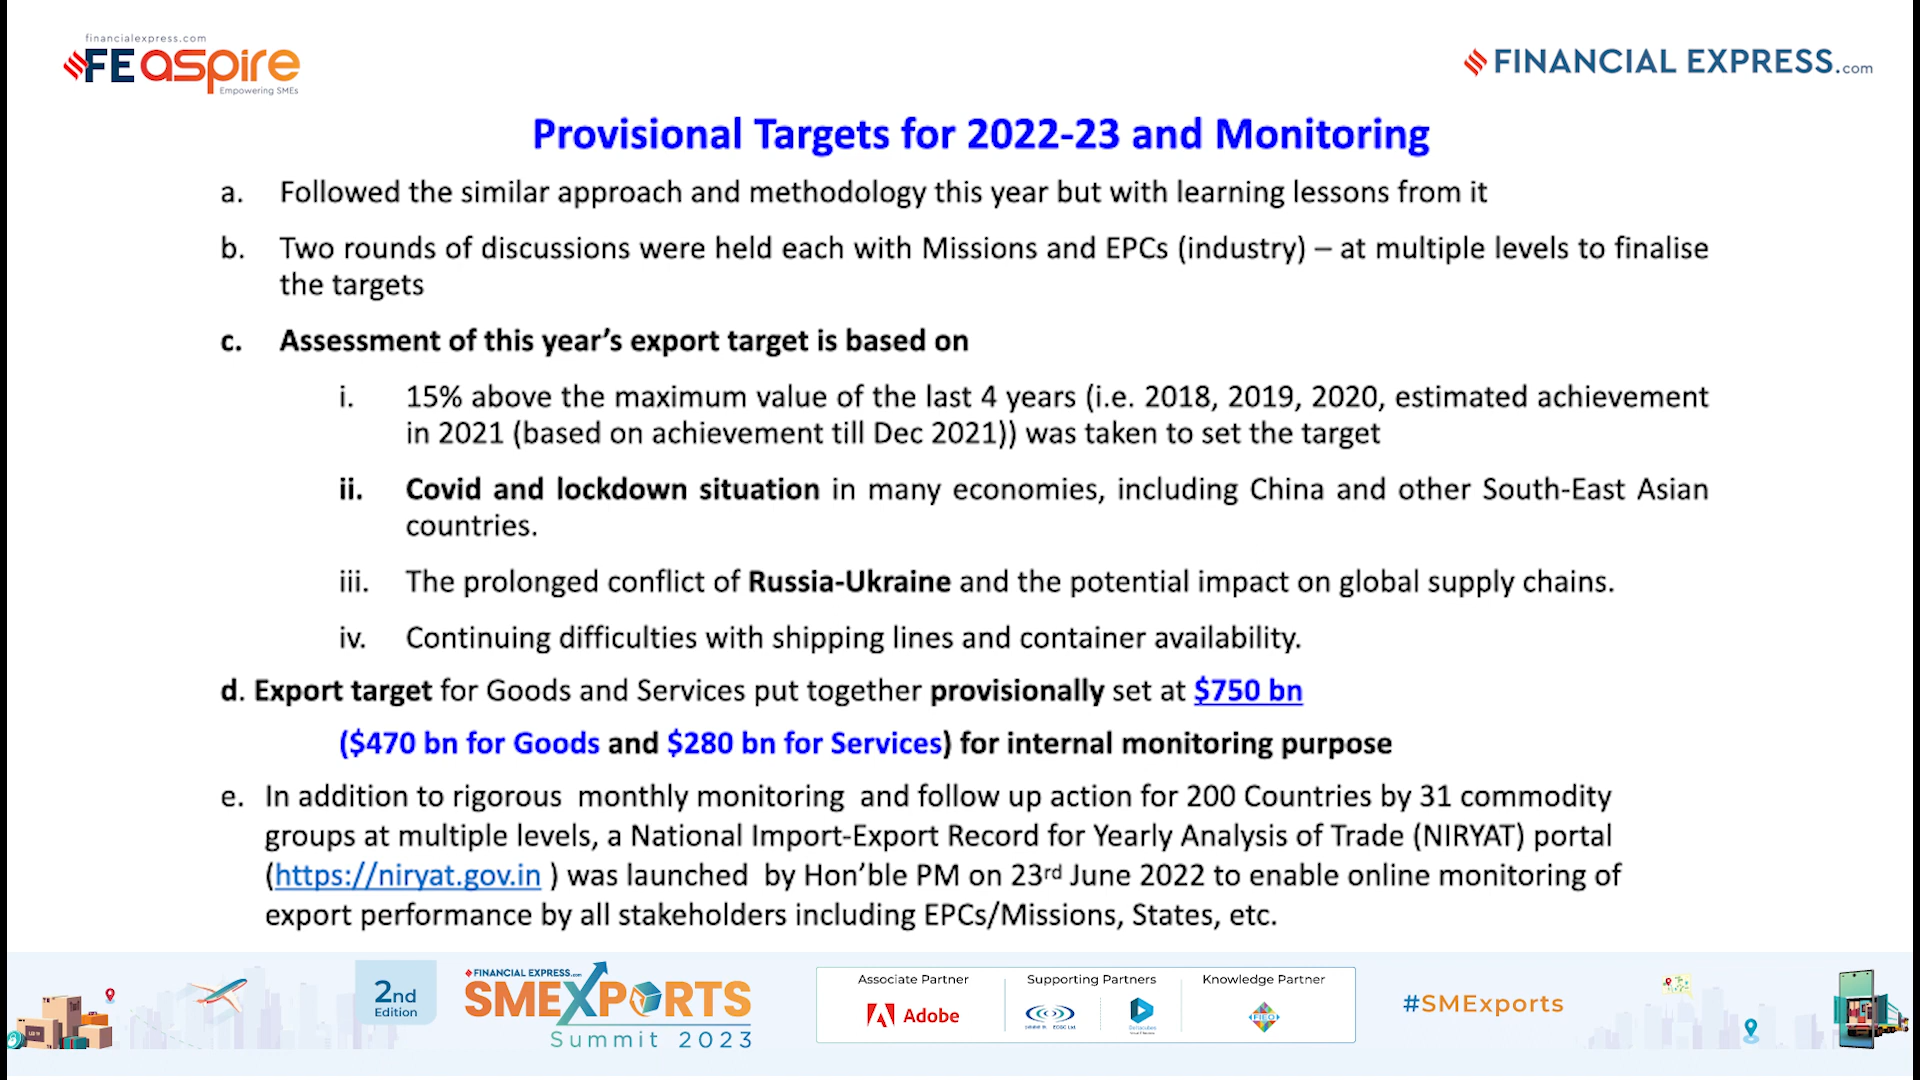 financialexpress.com
FE aspire
Empowering SMEs
FINANCIAL EXPRESS.com
Provisional Targets for 2022-23 and Monitoring
a. Followed the similar approach and methodology this year but with learning lessons from it
b. Two rounds of discussions were held each with Missions and EPCs (industry) – at multiple levels to finalise
the targets
c. Assessment of this year's export target is based on
i. 15% above the maximum value of the last 4 years (i.e. 2018, 2019, 2020, estimated achievement
in 2021 (based on achievement till Dec 2021)) was taken to set the target
ii. Covid and lockdown situation in many economies, including China and other South-East Asian
countries.
iii. The prolonged conflict of Russia-Ukraine and the potential impact on global supply chains.
iv. Continuing difficulties with shipping lines and container availability.
d. Export target for Goods and Services put together provisionally set at $750 bn
($470 bn for Goods and $280 bn for Services) for internal monitoring purpose
e. In addition to rigorous monthly monitoring and follow up action for 200 Countries by 31 commodity
groups at multiple levels, a National Import-Export Record for Yearly Analysis of Trade (NIRYAT) portal
(https://niryat.gov.in ) was launched by Hon'ble PM on 23rd June 2022 to enable online monitoring of
export performance by all stakeholders including EPCs/Missions, States, etc.
2nd
Edition
FINANCIAL EXPRESS.com
SMEXPORTS
Summit 2023
Associate Partner
Adobe
Supporting Partners
ECGC Ltd.
Knowledge Partner
FIEO
#SMExports